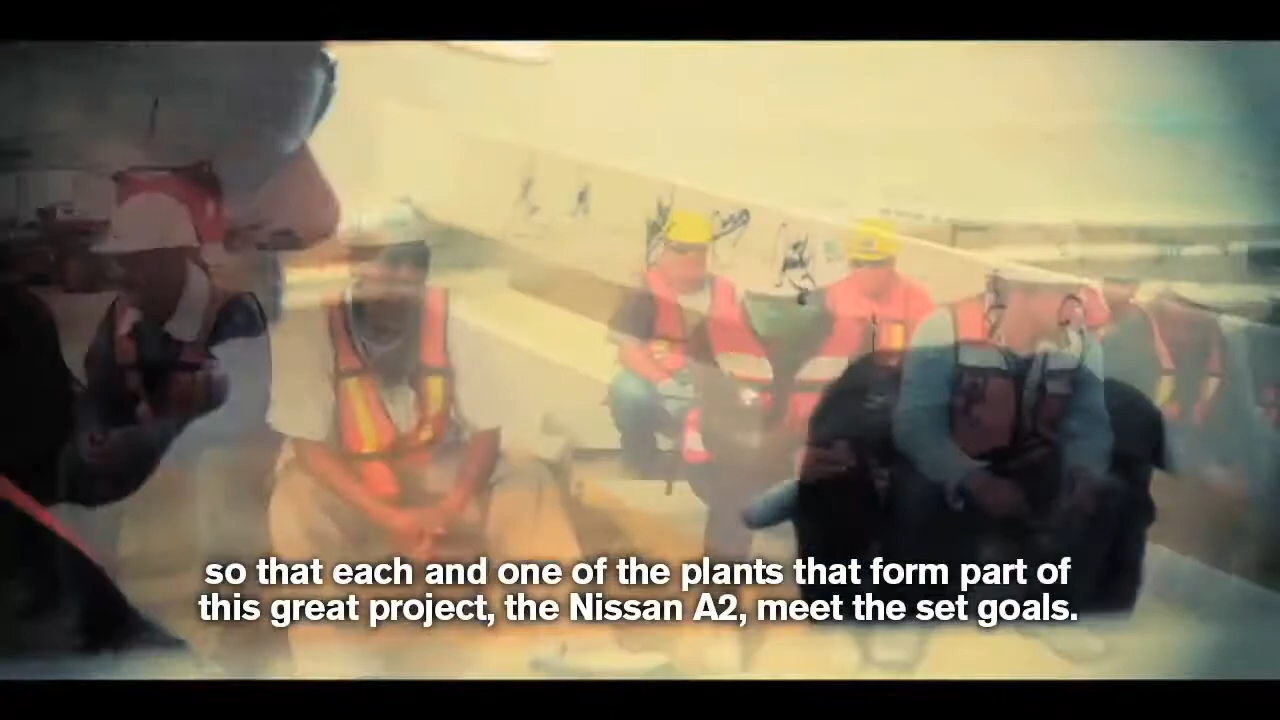 so that each and one of the plants that form part of
this great project, the Nissan A2, meet the set goals.